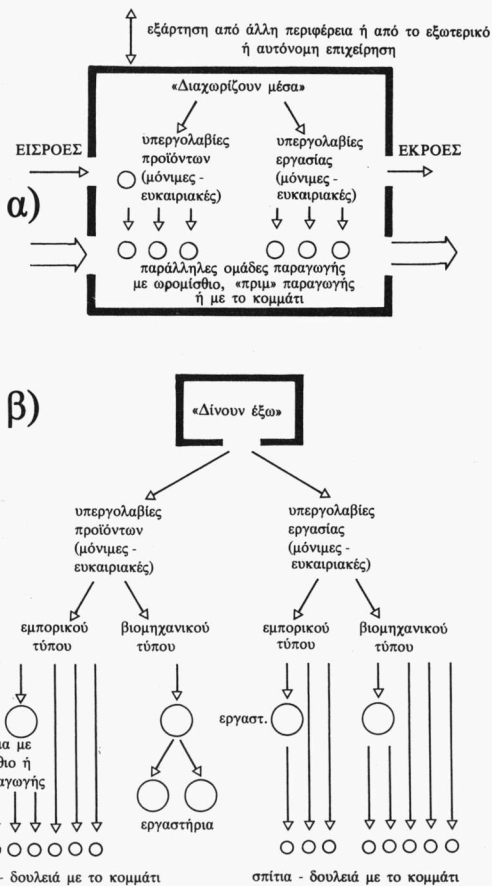 εξάρτηση από άλλη περιφέρεια ή από το εξωτερικό
ή αυτόνομη επιχείρηση
«Διαχωρίζουν μέσα»
ΕΙΣΡΟΕΣ
υπεργολαβίες
προϊόντων
(μόνιμες -
ευκαιριακές)
υπεργολαβίες
εργασίας
(μόνιμες -
ευκαιριακές)
ΕΚΡΟΕΣ
α)
παράλληλες ομάδες παραγωγής
με ωρομίσθιο, «πριμ» παραγωγής
ή με το κομμάτι
β)
«Δίνουν έξω»
υπεργολαβίες
προϊόντων
(μόνιμες -
ευκαιριακές)
υπεργολαβίες
εργασίας
(μόνιμες -
ευκαιριακές)
εμπορικού
τύπου
βιομηχανικού
τύπου
εμπορικού
τύπου
βιομηχανικού
τύπου
εργαστ.
με
ή
εργαστήρια
- δουλειά με το κομμάτι
σπίτια - δουλειά με το κομμάτι